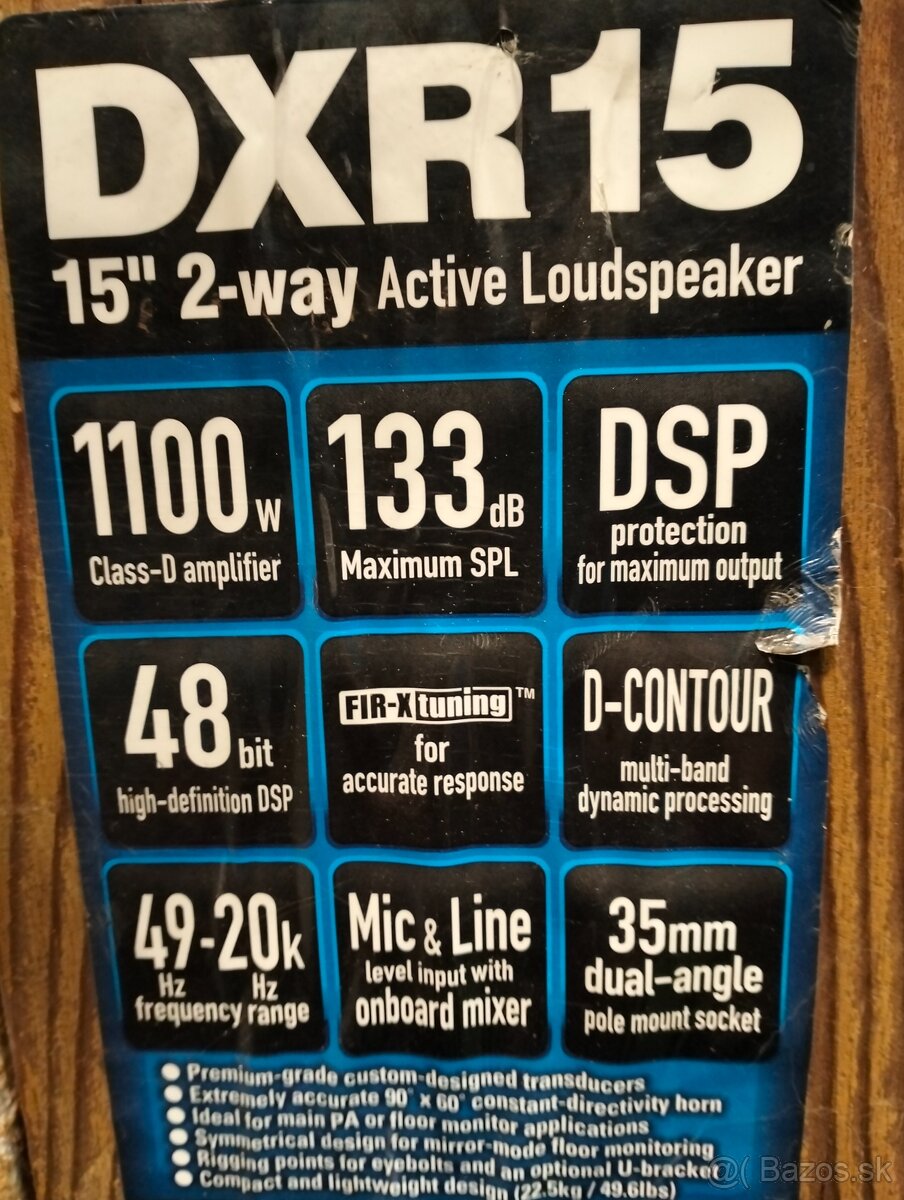 DXR15
15" 2-way Active Loudspeaker
1100w
Class-D amplifier
133dB
Maximum SPL
DSP
protection
for maximum output
48bit
high-definition DSP
FIR-X tuning™
for
accurate response
D-CONTOUR
multi-band
dynamic processing
49-20k
Hz Hz
frequency range
Mic & Line
level input with
onboard mixer
35mm
dual-angle
pole mount socket
● Premium-grade custom-designed transducers
● Extremely accurate 90° x 60° constant-directivity horn
● Ideal for main PA or floor monitor applications
● Symmetrical design for mirror-mode floor monitoring
● Rigging points for eyebolts and an optional U-bracket
● Compact and lightweight design (22.5kg / 49.6lbs)
@( Bazos.sk